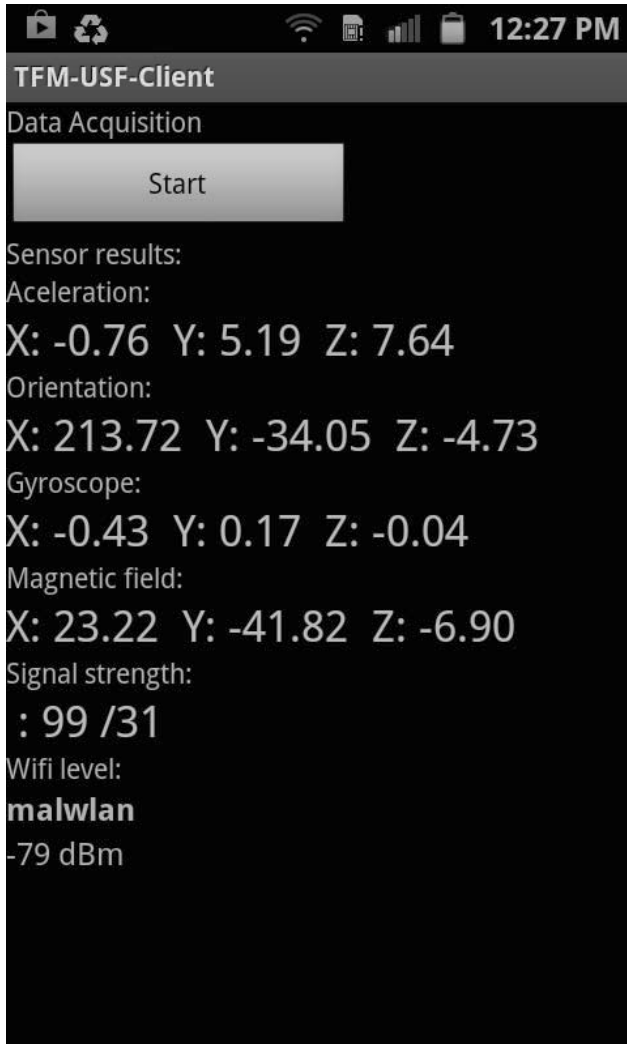 12:27 PM
TFM-USF-Client
Data Acquisition
Start
Sensor results:
Aceleration:
X: -0.76 Y: 5.19 Z: 7.64
Orientation:
X: 213.72 Y: -34.05 Z: -4.73
Gyroscope:
X: -0.43 Y: 0.17 Z: -0.04
Magnetic field:
X: 23.22 Y: -41.82 Z: -6.90
Signal strength:
: 99 /31
Wifi level:
malwlan
-79 dBm